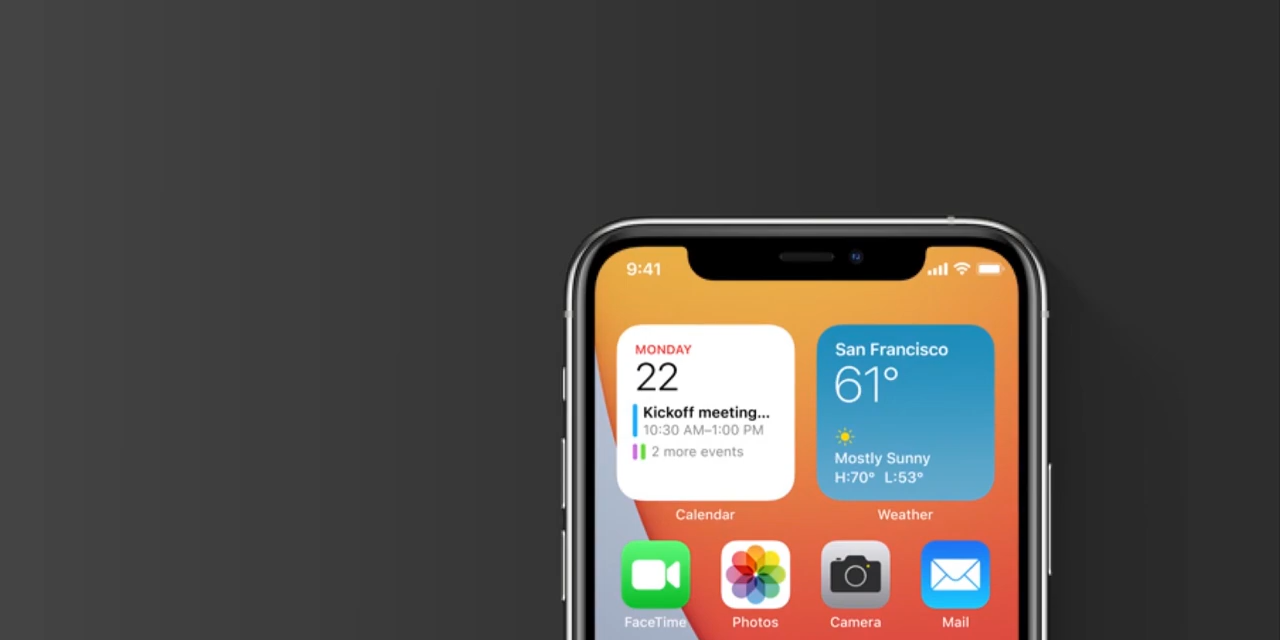 9:41
MONDAY
22
Kickoff meeting...
10:30 AM–1:00 PM
2 more events
Calendar
San Francisco
61°
Mostly Sunny
H:70° L:53°
Weather
FaceTime
Photos
Camera
Mail